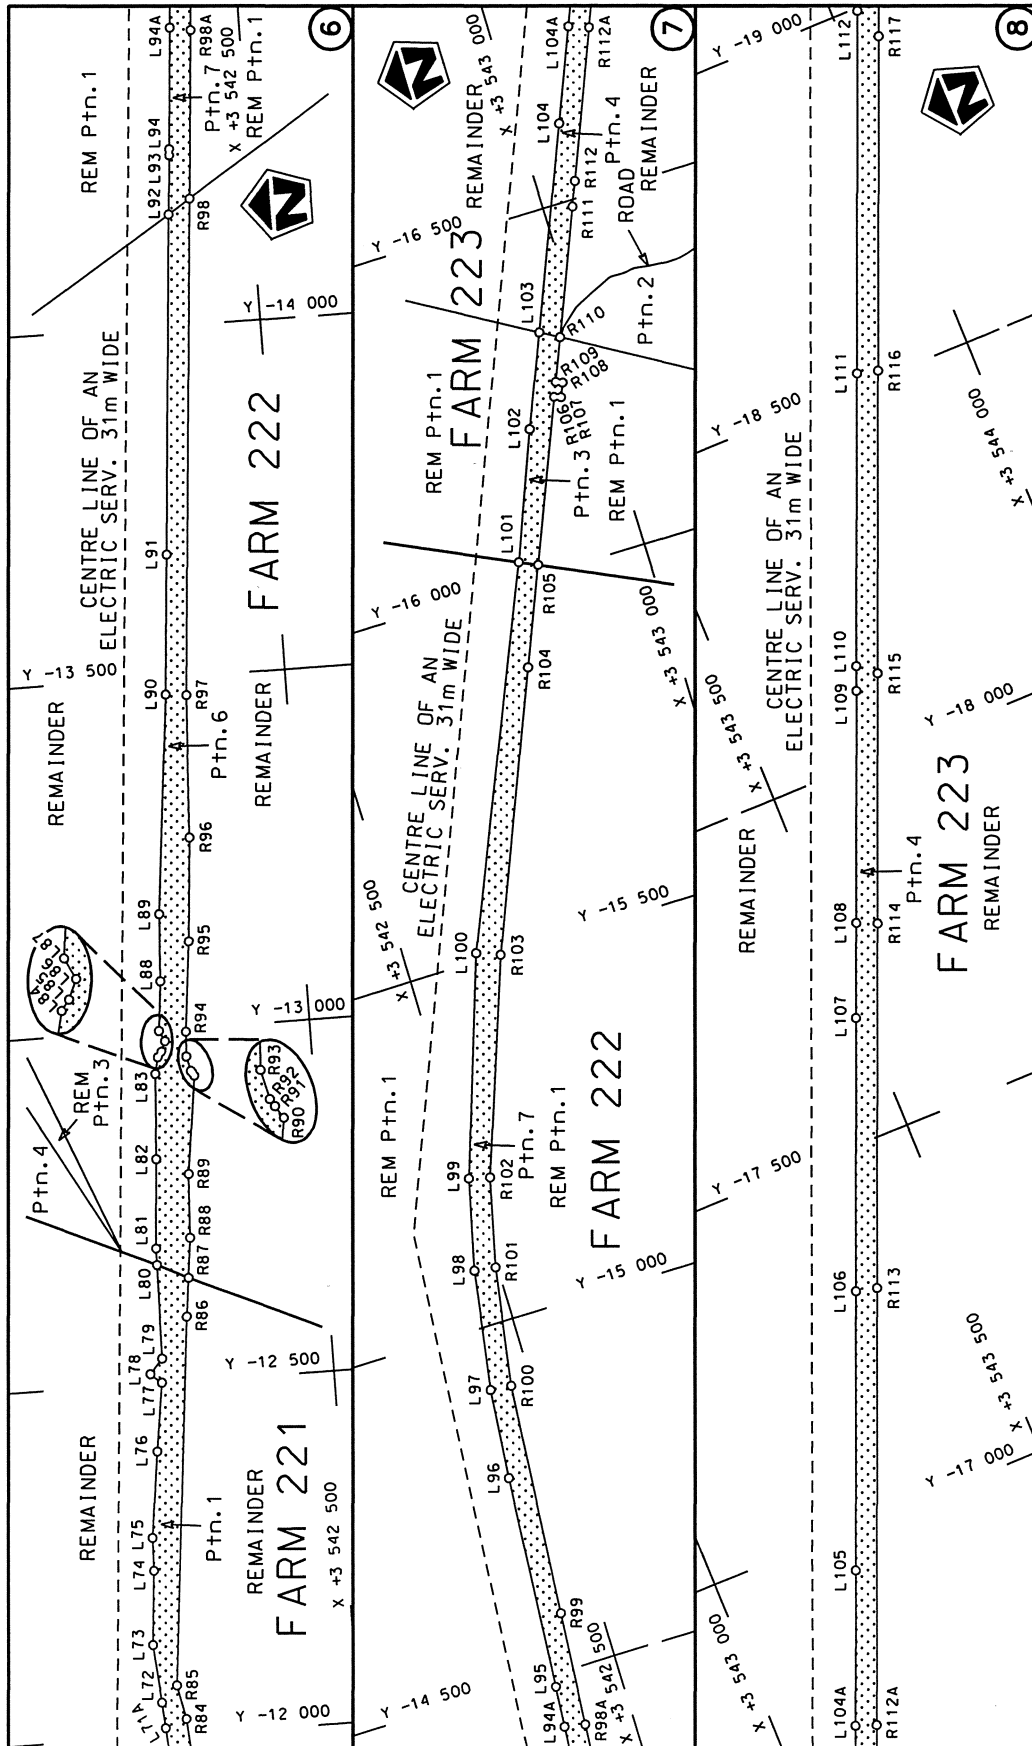 L94A
R98A
REM Ptn.1
Ptn.7
X +3 542 500
REM Ptn.1
6
L94
L93
L92
R98
N
Y -14 000
CENTRE LINE OF AN
ELECTRIC SERV. 31m WIDE
FARM 222
L91
Y -13 500
L90
R97
REMAINDER
Ptn.6
REMAINDER
R96
L89
R95
L88
L87
L86
L85
L84
R94
Y -13 000
L83
R93
R92
R91
R90
REM
Ptn.3
Ptn.4
L82
R89
L81
R88
L80
R87
R86
L79
L78
L77
Y -12 500
L76
REMAINDER
L75
Ptn.1
REMAINDER
FARM 221
X +3 542 500
L74
L73
L72
R85
L71A
R84
Y -12 000
L104A
R112A
X +3 543 000
7
N
L104
Ptn.4
REMAINDER
REMAINDER
R112
R111
ROAD
Y -16 500
FARM 223
L103
R110
Ptn.2
R109
R108
R107
R106
REM Ptn.1
L102
Ptn.3
REM Ptn.1
L101
R105
Y -16 000
X +3 543 000
R104
CENTRE LINE OF AN
ELECTRIC SERV. 31m WIDE
X +3 543 500
Y -15 500
X +3 542 500
L100
R103
REM Ptn.1
Ptn.7
REM Ptn.1
FARM 222
L99
R102
L98
R101
Y -15 000
L97
R100
L96
R99
L95
L94A
R98A
X +3 542 500
Y -14 500
L112
R117
Y -19 000
8
N
L111
R116
Y -18 500
X +3 544 000
CENTRE LINE OF AN
ELECTRIC SERV. 31m WIDE
L110
L109
R115
Y -18 000
REMAINDER
Ptn.4
FARM 223
REMAINDER
L108
R114
L107
Y -17 500
L106
R113
X +3 543 500
Y -17 000
L105
X +3 543 000
L104A
R112A